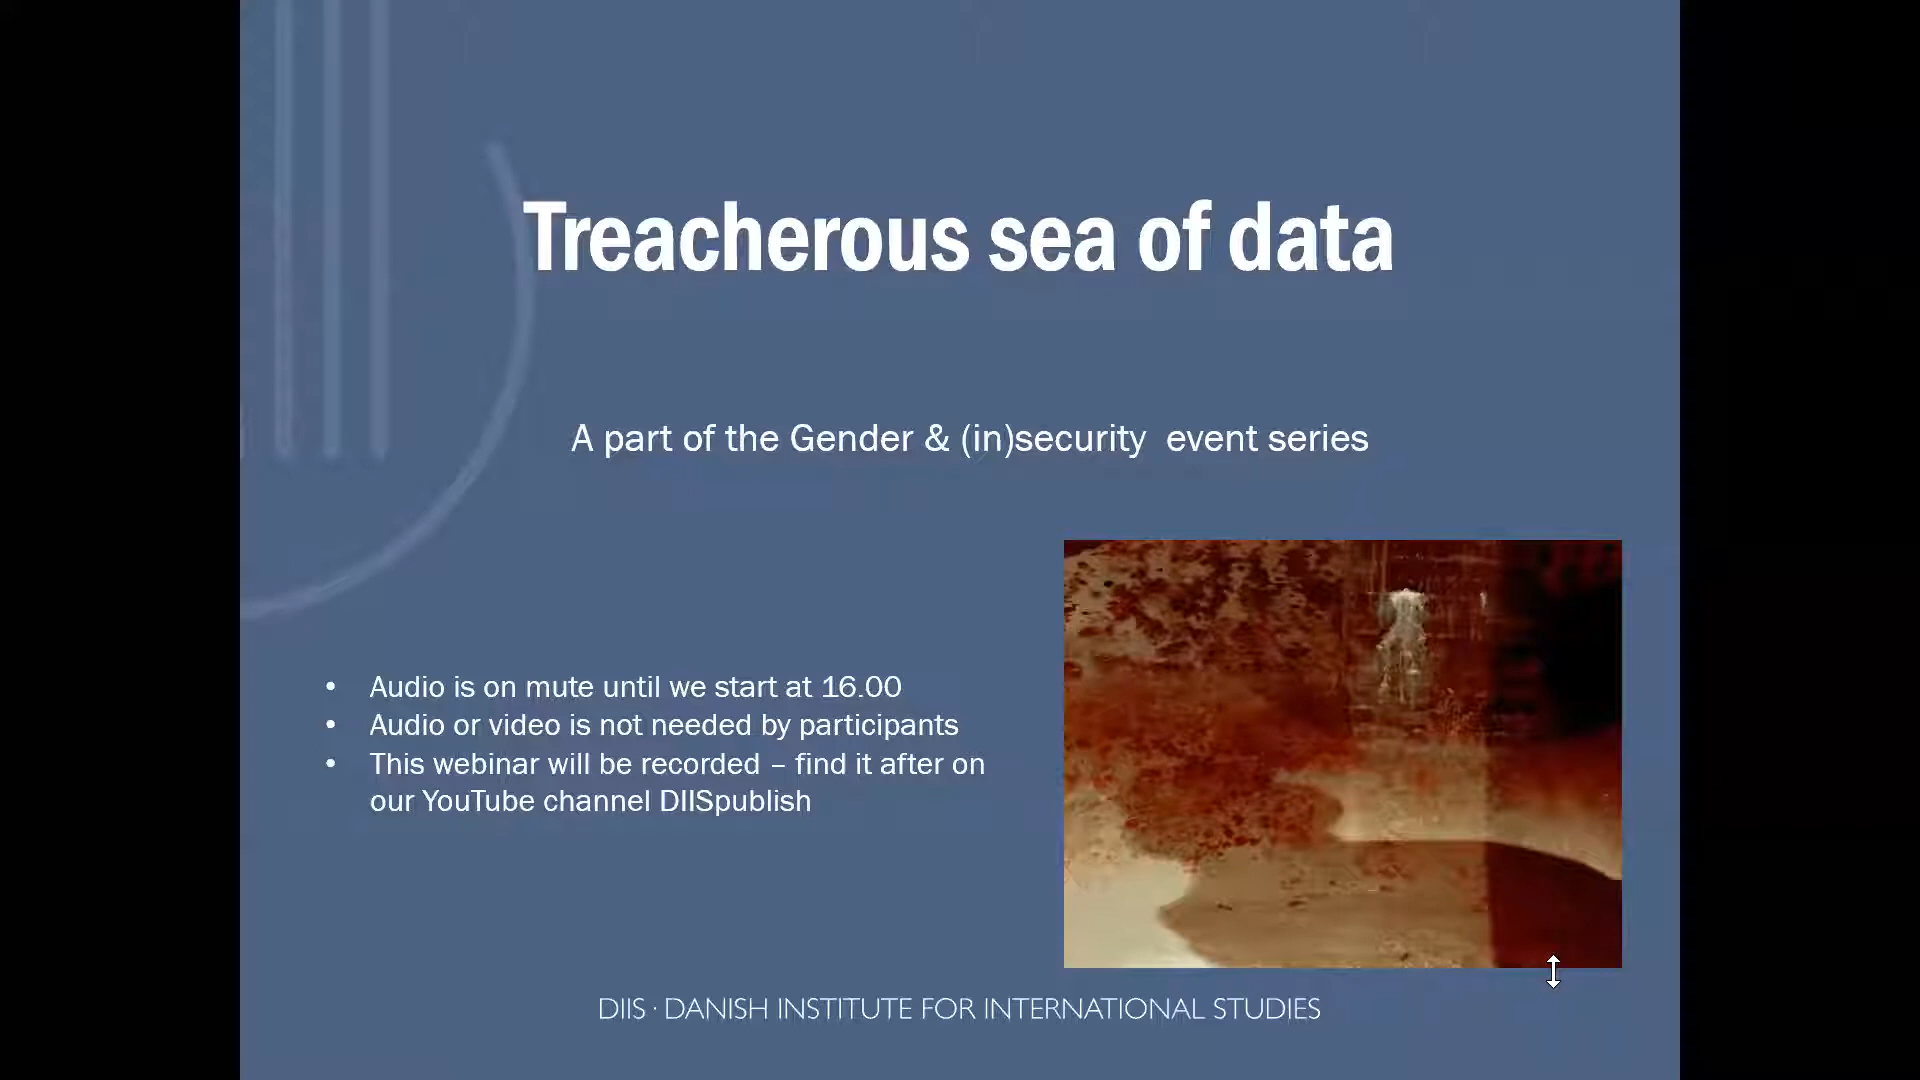 Treacherous sea of data
A part of the Gender & (in)security event series
• Audio is on mute until we start at 16.00
• Audio or video is not needed by participants
• This webinar will be recorded – find it after on
our YouTube channel DIISpublish
DIIS · DANISH INSTITUTE FOR INTERNATIONAL STUDIES